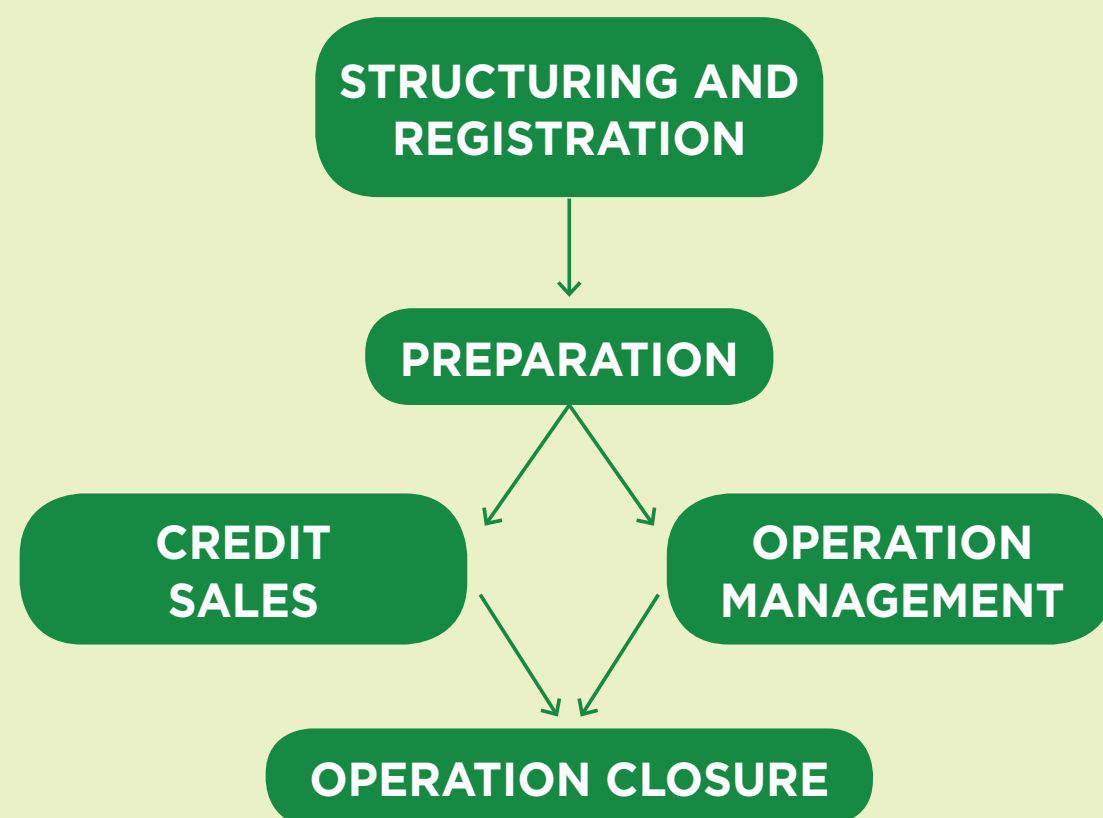 STRUCTURING AND
REGISTRATION
PREPARATION
CREDIT
SALES
OPERATION
MANAGEMENT
OPERATION CLOSURE